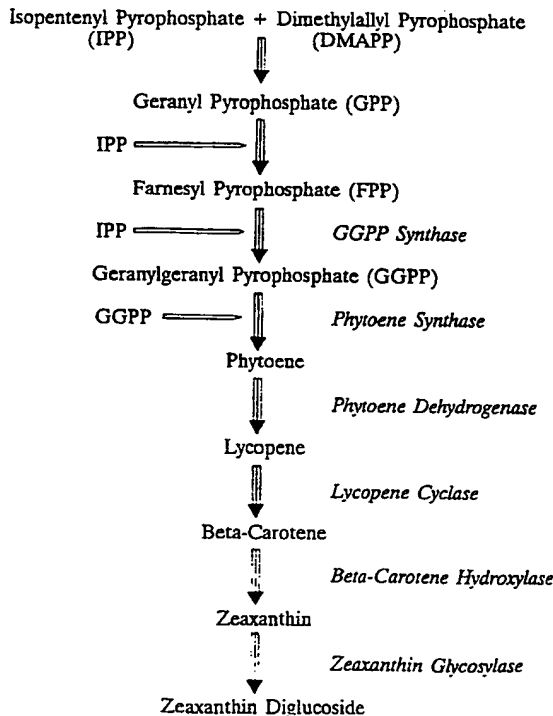 Isopentenyl Pyrophosphate + Dimethylallyl Pyrophosphate
(IPP) (DMAPP)
Geranyl Pyrophosphate (GPP)
IPP
Farnesyl Pyrophosphate (FPP)
IPP GGPP Synthase
Geranylgeranyl Pyrophosphate (GGPP)
GGPP Phytoene Synthase
Phytoene
Phytoene Dehydrogenase
Lycopene
Lycopene Cyclase
Beta-Carotene
Beta-Carotene Hydroxylase
Zeaxanthin
Zeaxanthin Glycosylase
Zeaxanthin Diglucoside